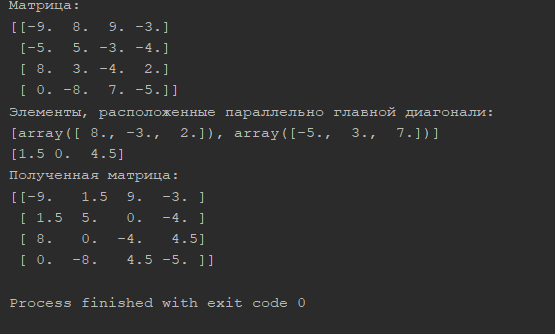 Матрица:
[[-9.  8.  9. -3.]
 [-5.  5. -3. -4.]
 [ 8.  3. -4.  2.]
 [ 0. -8.  7. -5.]]
Элементы, расположенные параллельно главной диагонали:
[array([ 8., -3.,  2.]), array([-5.,  3.,  7.])]
[1.5 0.  4.5]
Полученная матрица:
[[-9.   1.5  9.  -3. ]
 [ 1.5  5.   0.  -4. ]
 [ 8.   0.  -4.   4.5]
 [ 0.  -8.   4.5 -5. ]]
Process finished with exit code 0